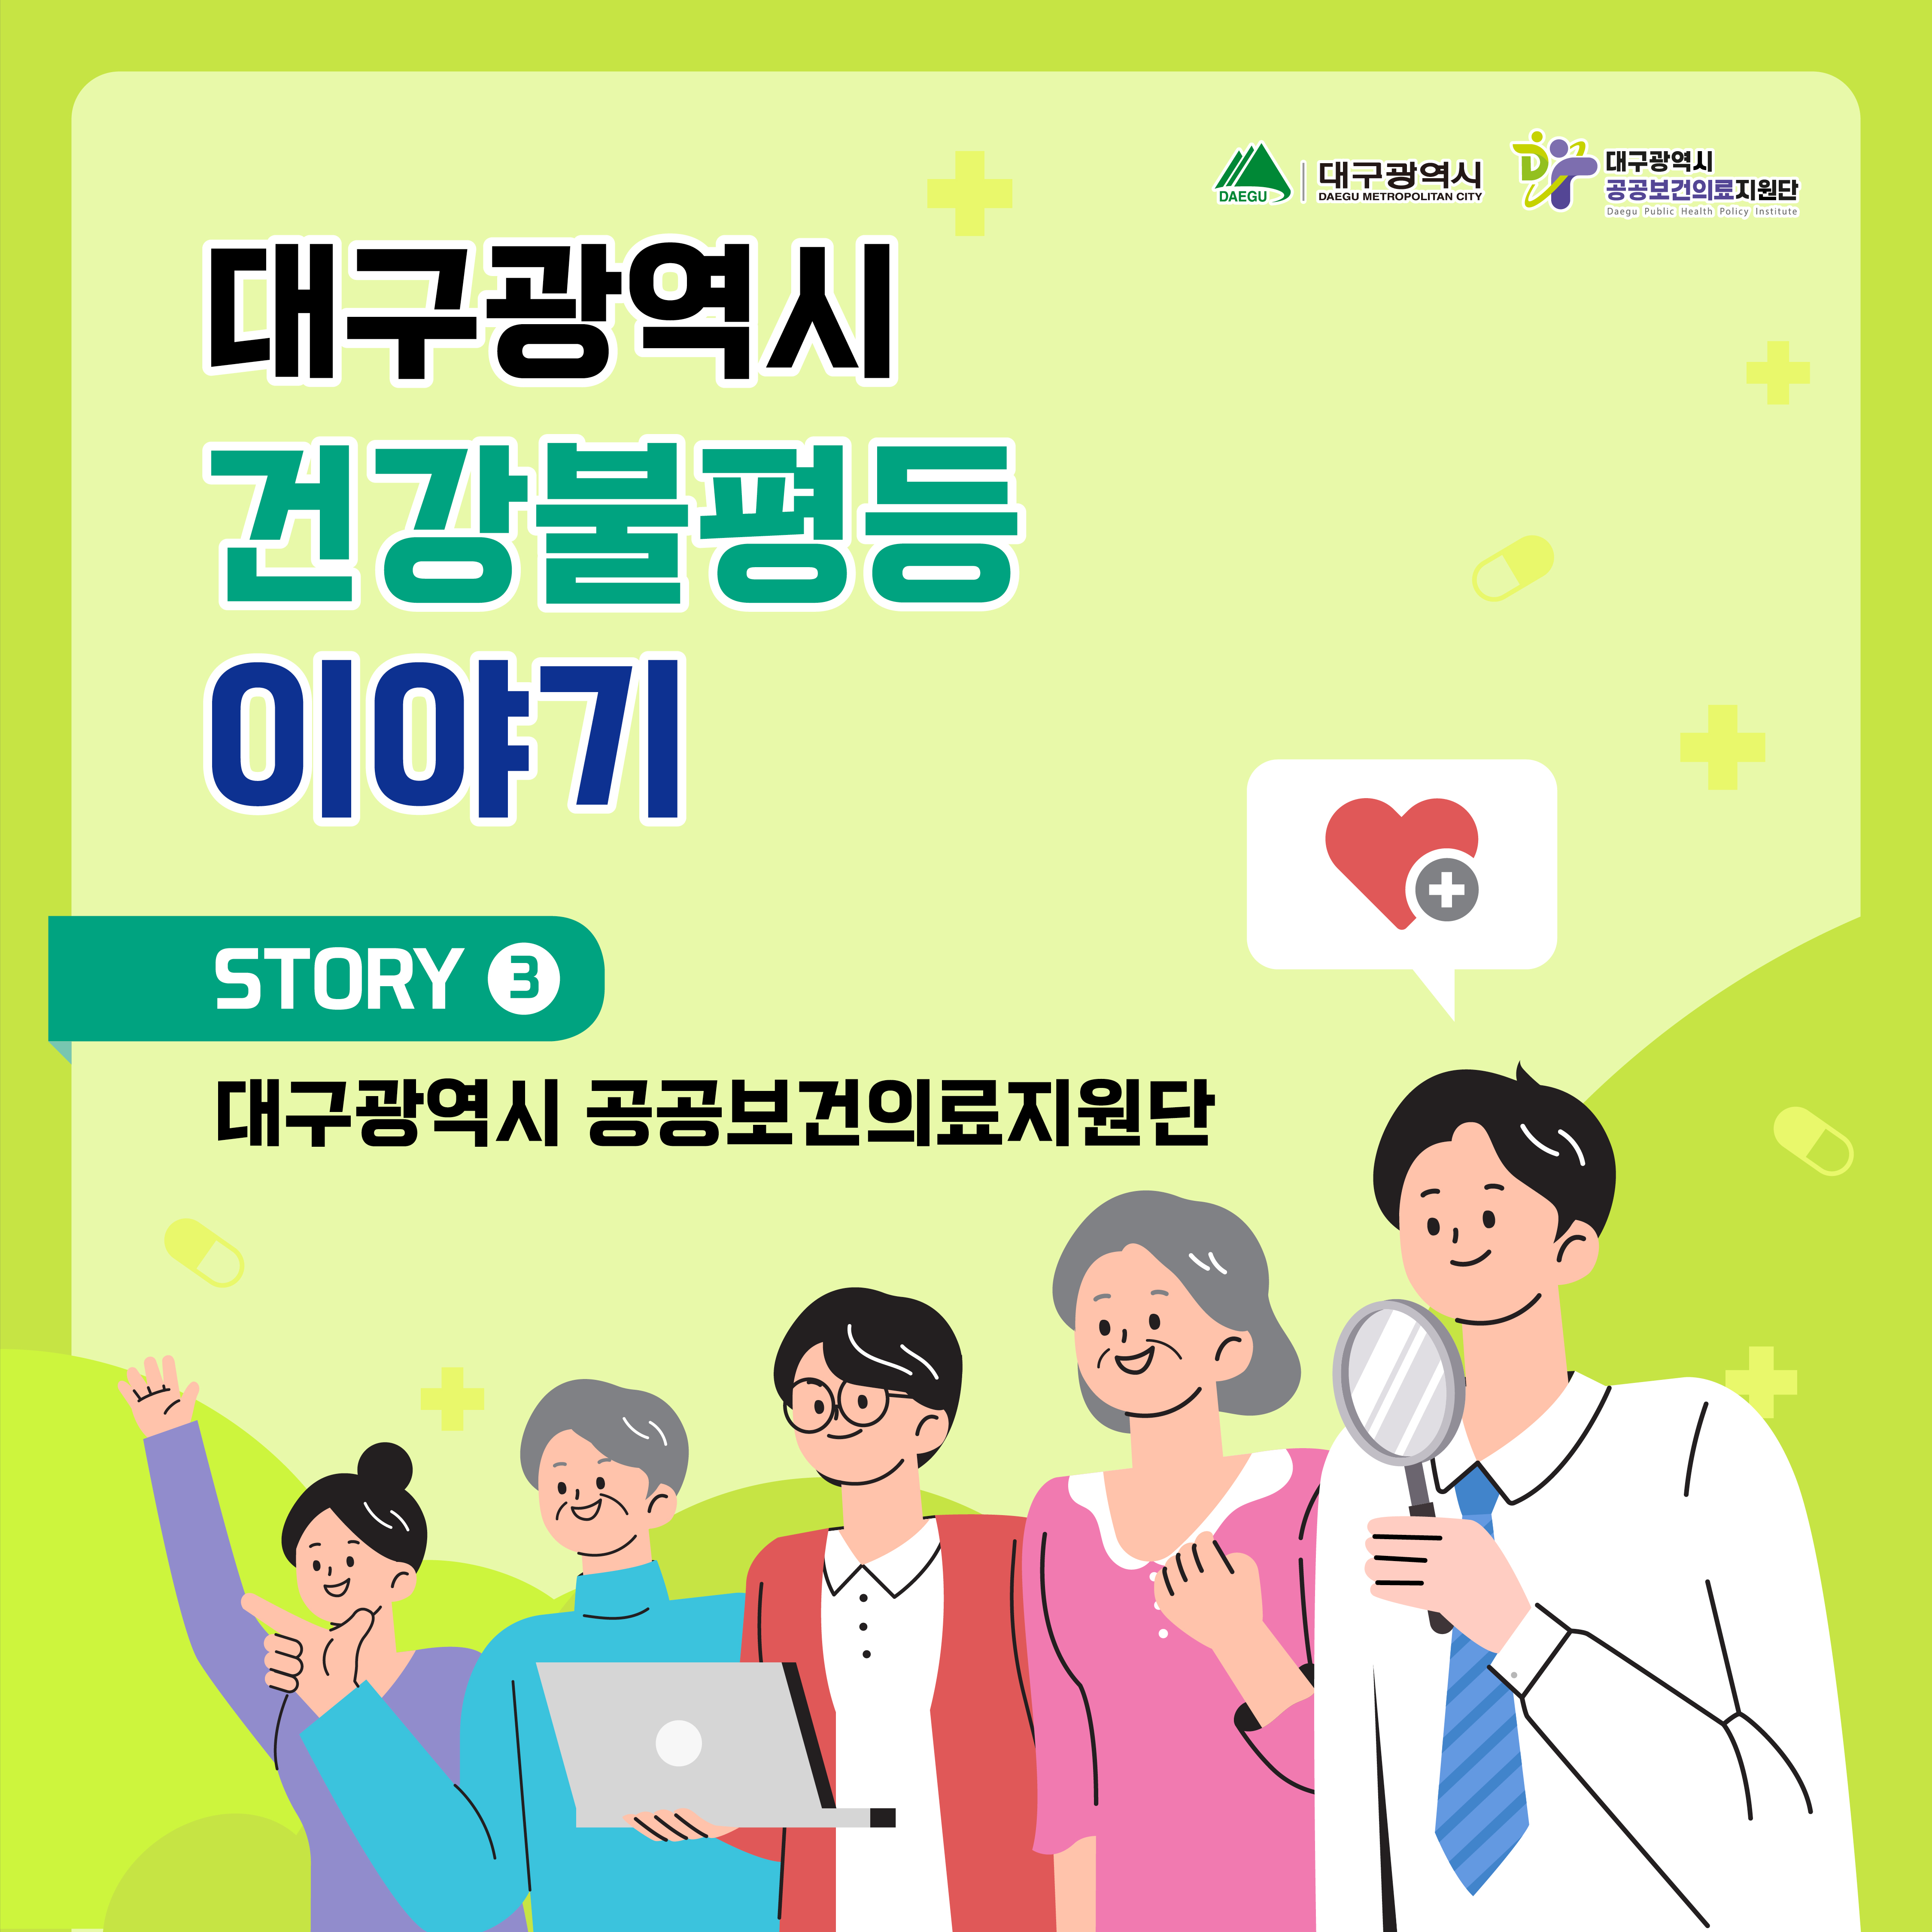 DAEGU
대구광역시
DAEGU METROPOLITAN CITY
대구광역시
공공보건의료지원단
Daegu Public Health Policy Institute
대구광역시
건강불평등
이야기
STORY 3
대구광역시 공공보건의료지원단